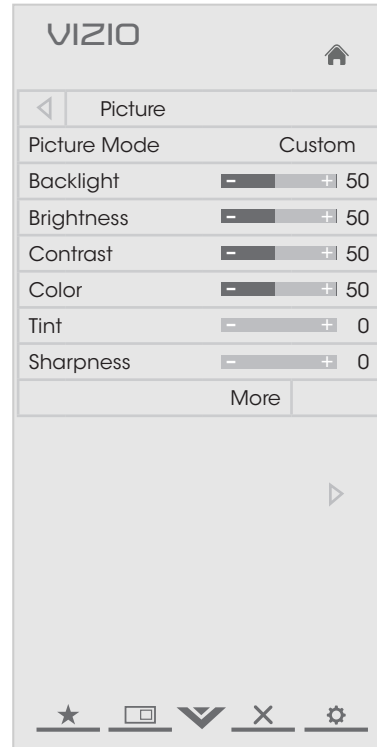 VIZIO
Picture
Picture Mode Custom
Backlight - + 50
Brightness - + 50
Contrast - + 50
Color - + 50
Tint - + 0
Sharpness - + 0
More